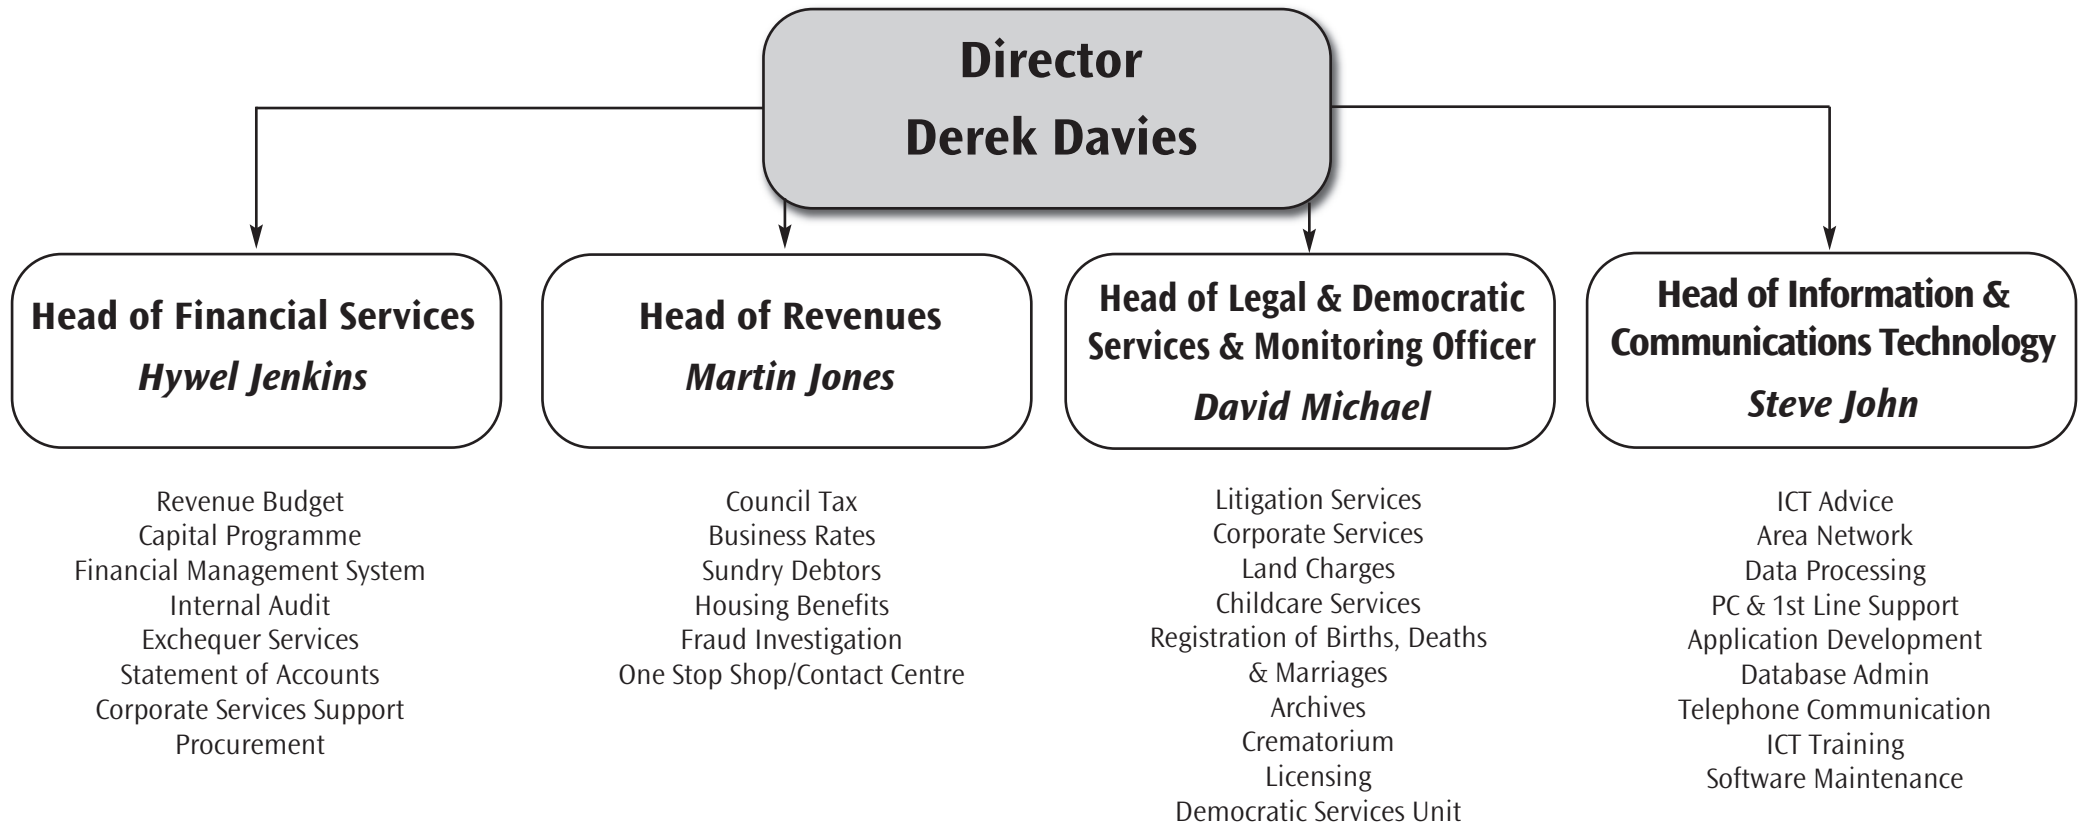 Director
Derek Davies
Head of Financial Services
Hywel Jenkins
Revenue Budget
Capital Programme
Financial Management System
Internal Audit
Exchequer Services
Statement of Accounts
Corporate Services Support
Procurement
Head of Revenues
Martin Jones
Council Tax
Business Rates
Sundry Debtors
Housing Benefits
Fraud Investigation
One Stop Shop/Contact Centre
Head of Legal & Democratic
Services & Monitoring Officer
David Michael
Litigation Services
Corporate Services
Land Charges
Childcare Services
Registration of Births, Deaths
& Marriages
Archives
Crematorium
Licensing
Democratic Services Unit
Head of Information &
Communications Technology
Steve John
ICT Advice
Area Network
Data Processing
PC & 1st Line Support
Application Development
Database Admin
Telephone Communication
ICT Training
Software Maintenance